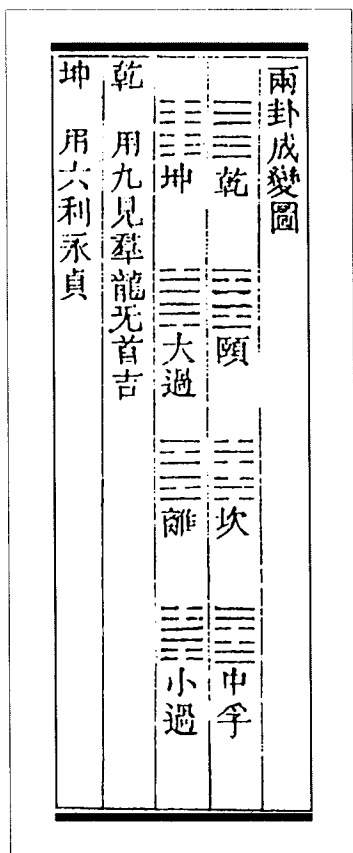 兩卦成變圖
乾 頤 坎 中孚
坤 大過 離 小過
乾 用九見羣龍无首吉
坤 用六利永貞